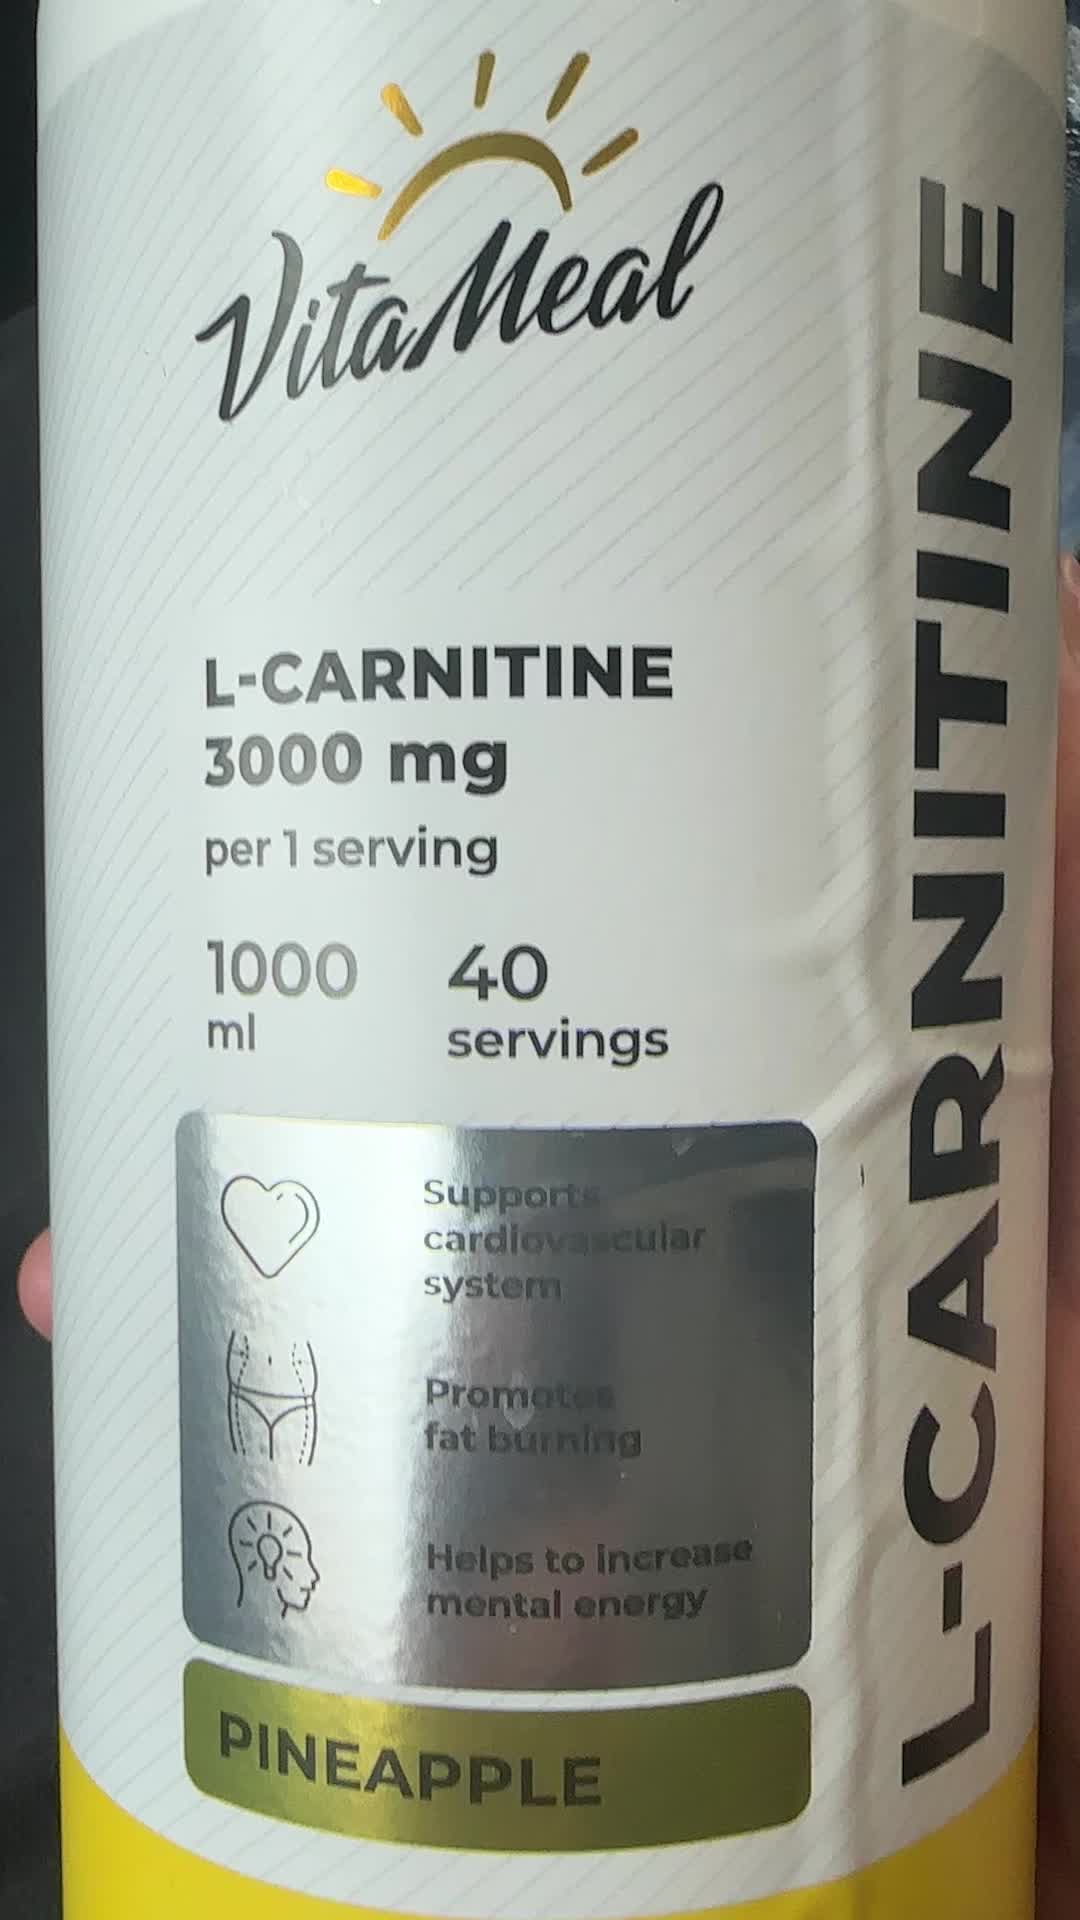 VitaMeal
L-CARNITINE
3000 mg
per 1 serving
1000
ml
40
servings
Supports
cardiovascular
system
Promotes
fat burning
Helps to increase
mental energy
PINEAPPLE
L-CARNITINE